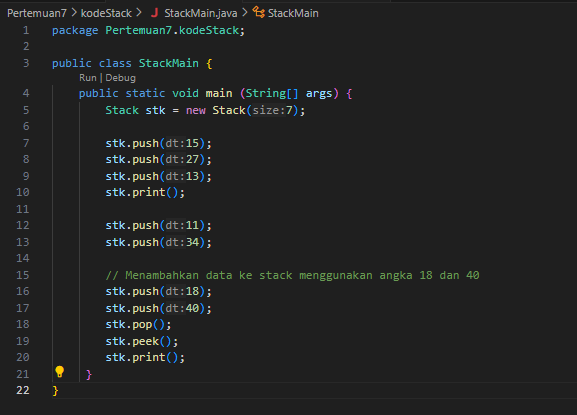 Pertemuan7 > kodeStack > J StackMain.java > StackMain
1 package Pertemuan7.kodeStack;
2
3 public class StackMain {
Run | Debug
4 public static void main (String[] args) {
5 Stack stk = new Stack(size:7);
6
7 stk.push(dt:15);
8 stk.push(dt:27);
9 stk.push(dt:13);
10 stk.print();
11
12 stk.push(dt:11);
13 stk.push(dt:34);
14
15 // Menambahkan data ke stack menggunakan angka 18 dan 40
16 stk.push(dt:18);
17 stk.push(dt:40);
18 stk.pop();
19 stk.peek();
20 stk.print();
21 }
22 }